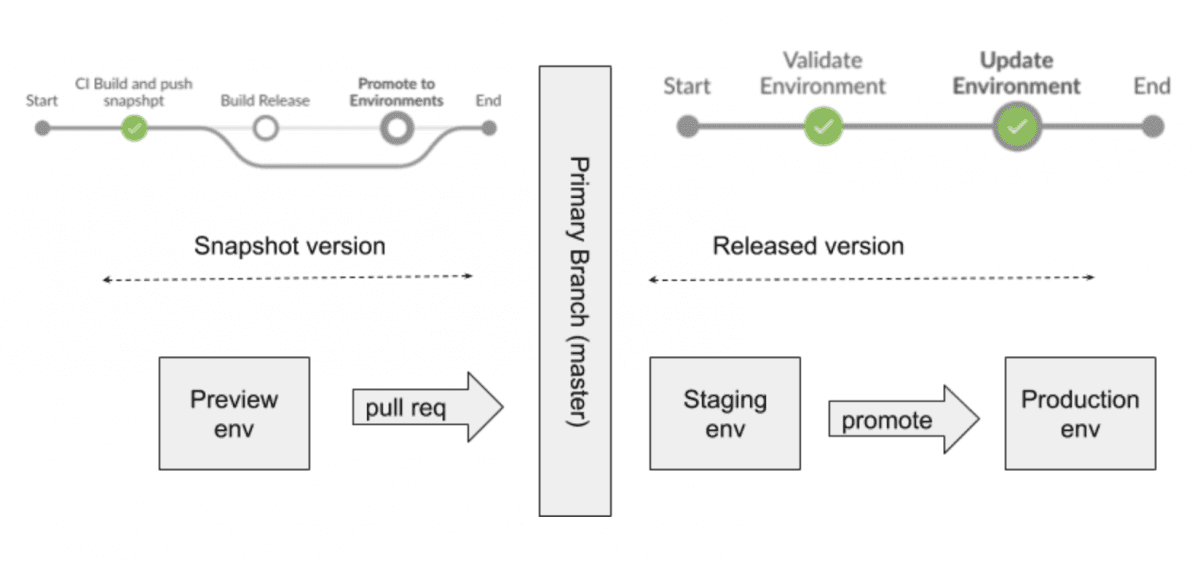 Start
CI Build and push
snapshpt
Build Release
Promote to
Environments
End
Start
Validate
Environment
Update
Environment
End
Primary Branch (master)
Snapshot version
Released version
Preview
env
pull req
Staging
env
promote
Production
env